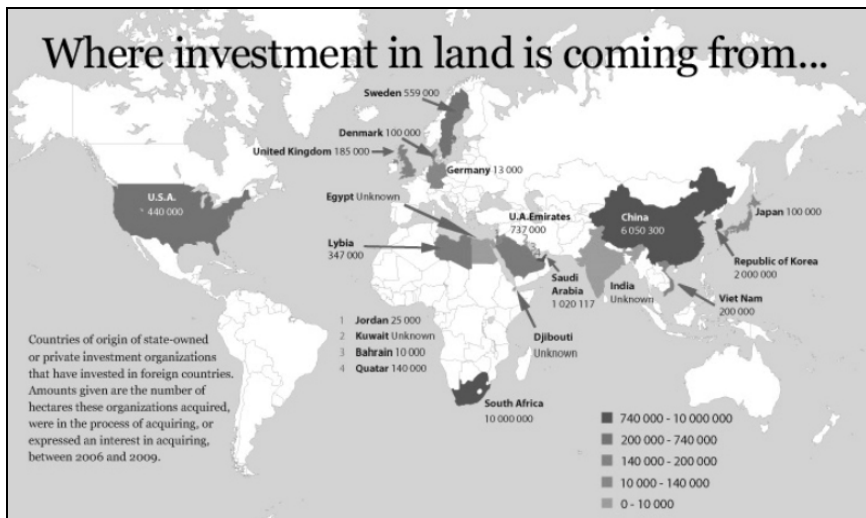 Where investment in land is coming from...
Sweden 559 000
Denmark 100 000
United Kingdom 185 000
Germany 13 000
U.S.A.
440 000
Egypt Unknown
U.A.Emirates
737 000
China
6 050 300
Japan 100 000
Lybia
347 000
Republic of Korea
2 000 000
Saudi
Arabia
1 020 117
India
Unknown
Viet Nam
200 000
Djibouti
Unknown
1 Jordan 25 000
2 Kuwait Unknown
3 Bahrain 10 000
4 Quatar 140 000
Countries of origin of state-owned
or private investment organizations
that have invested in foreign countries.
Amounts given are the number of
hectares these organizations acquired,
were in the process of acquiring, or
expressed an interest in acquiring,
between 2006 and 2009.
South Africa
10 000 000
740 000 - 10 000 000
200 000 - 740 000
140 000 - 200 000
10 000 - 140 000
0 - 10 000